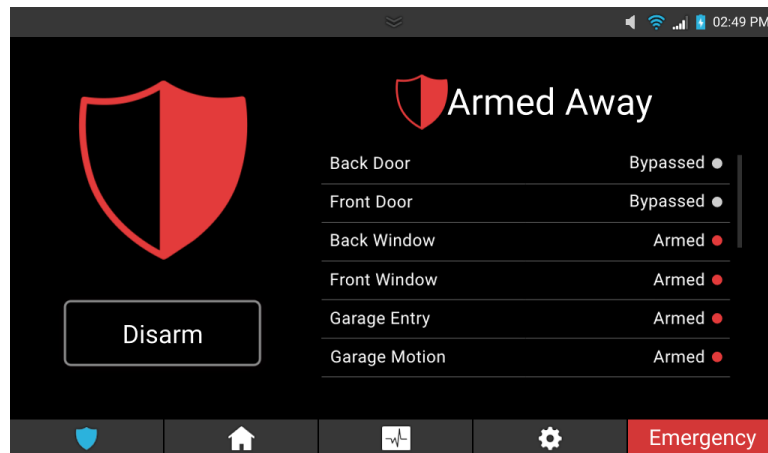 02:49 PM
Armed Away
Back Door Bypassed
Front Door Bypassed
Back Window Armed
Front Window Armed
Garage Entry Armed
Garage Motion Armed
Disarm
Emergency